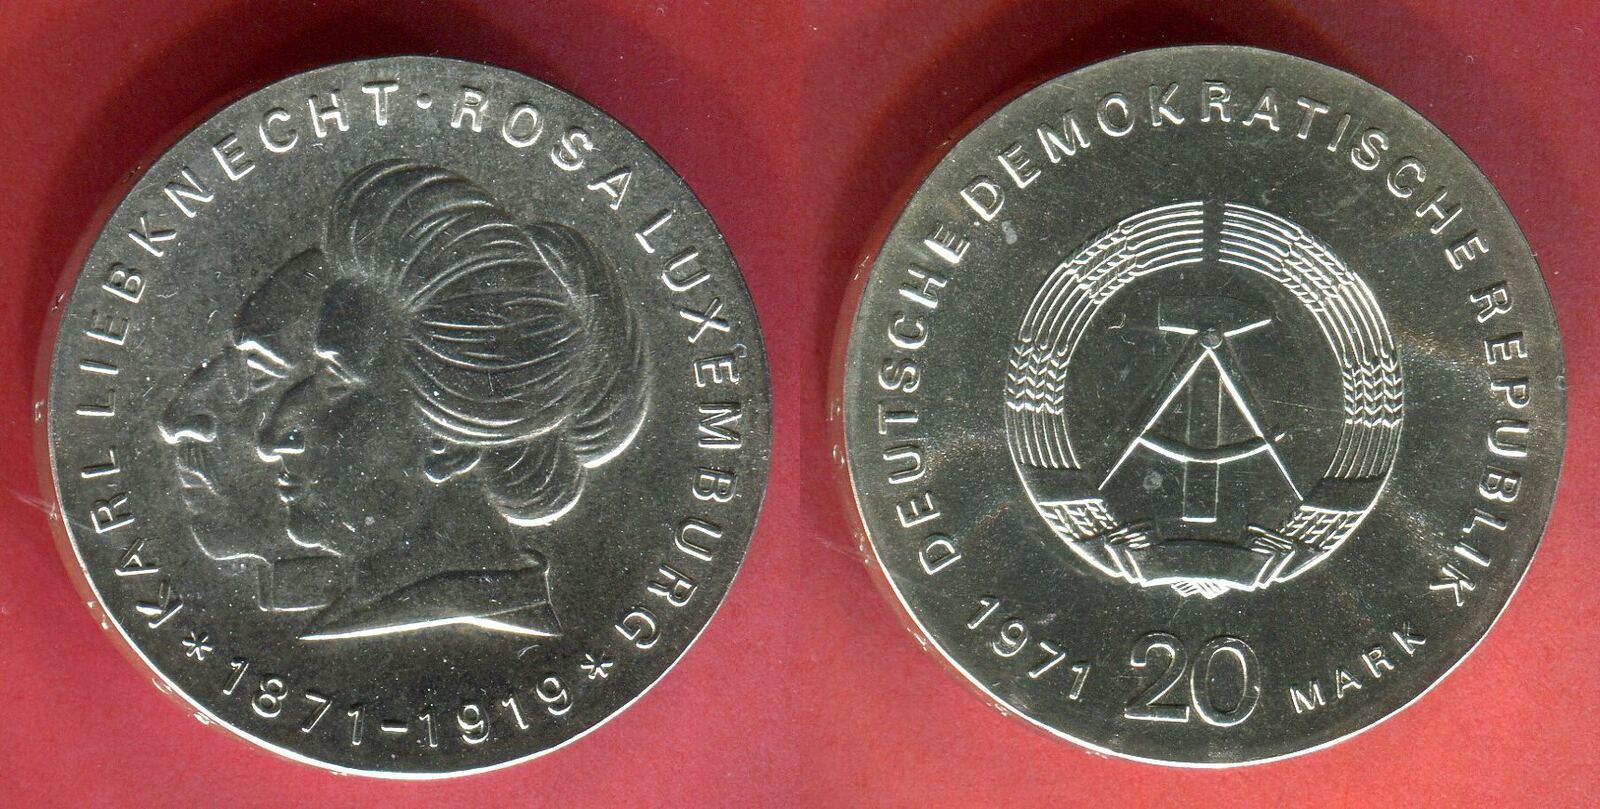 KARL LIEBKNECHT · ROSA LUXEMBURG
* 1871-1919 *
DEUTSCHE DEMOKRATISCHE REPUBLIK
1971 20 MARK